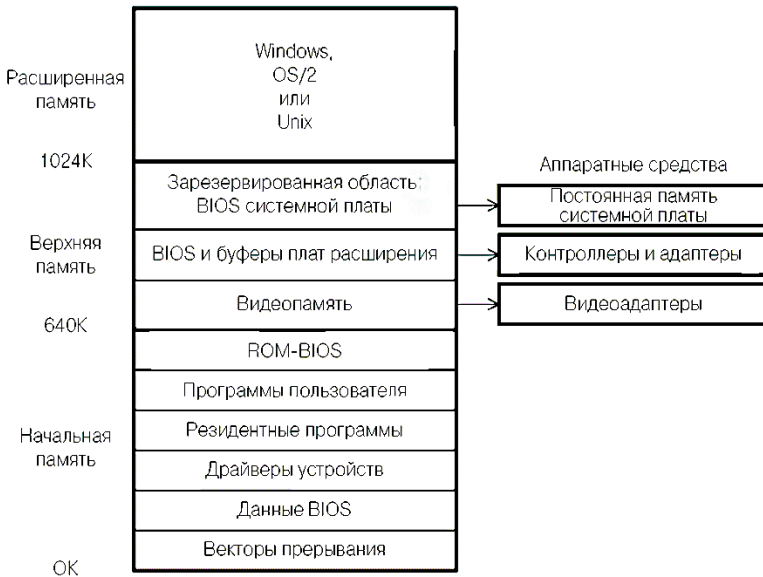 Windows,
OS/2
или
Unix
Расширенная
память
1024K
Аппаратные средства
Зарезервированная область:
BIOS системной платы
Постоянная память
системной платы
Верхняя
память
BIOS и буферы плат расширения
Контроллеры и адаптеры
Видеопамять
Видеоадаптеры
640K
ROM-BIOS
Программы пользователя
Начальная
память
Резидентные программы
Драйверы устройств
Данные BIOS
Векторы прерывания
OK